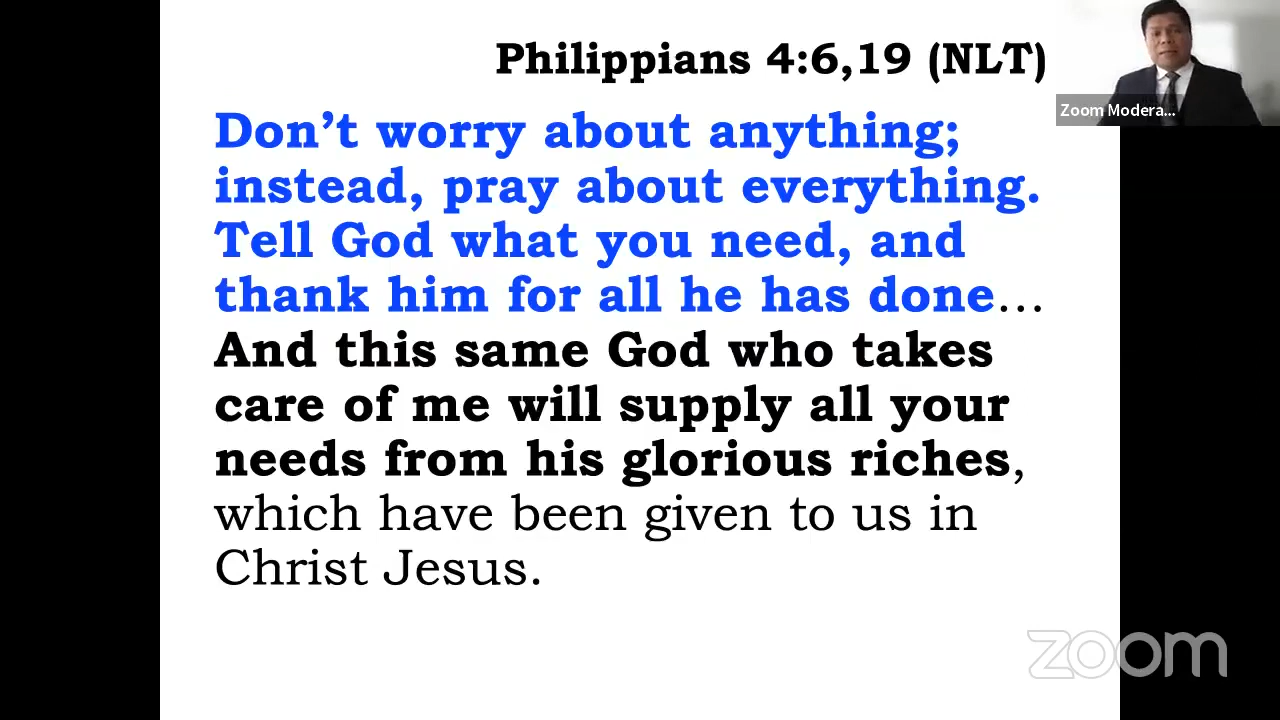 Philippians 4:6,19 (NLT)
Zoom Modera...
Don’t worry about anything;
instead, pray about everything.
Tell God what you need, and
thank him for all he has done…
And this same God who takes
care of me will supply all your
needs from his glorious riches,
which have been given to us in
Christ Jesus.
zoom